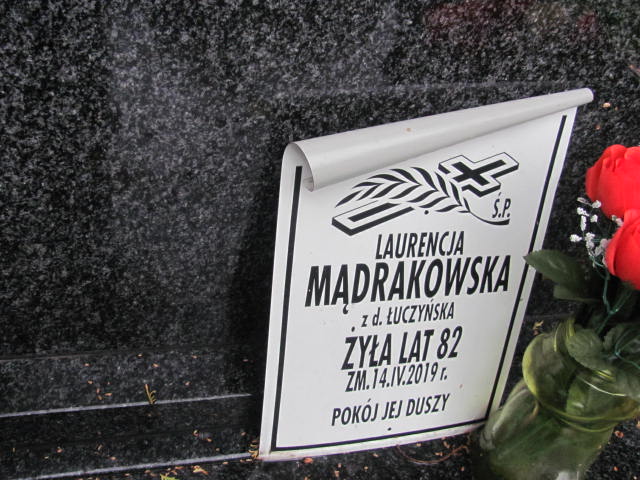 Ś.P.
LAURENCJA
MĄDRAKOWSKA
z d. ŁUCZYŃSKA
ŻYŁA LAT 82
ZM.14.IV.2019 r.
POKÓJ JEJ DUSZY